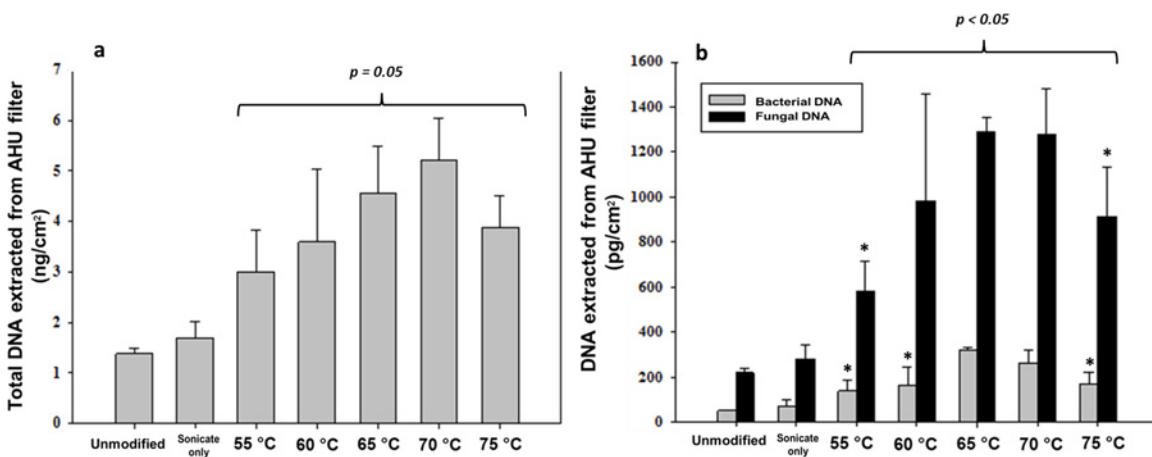 a
p = 0.05
Total DNA extracted from AHU filter
(ng/cm²)
7
6
5
4
3
2
1
0
Unmodified
Sonicate
only
55 °C
60 °C
65 °C
70 °C
75 °C
b
p < 0.05
DNA extracted from AHU filter
(pg/cm²)
1600
1400
1200
1000
800
600
400
200
0
Bacterial DNA
Fungal DNA
*
*
*
*
*
Unmodified
Sonicate
only
55 °C
60 °C
65 °C
70 °C
75 °C